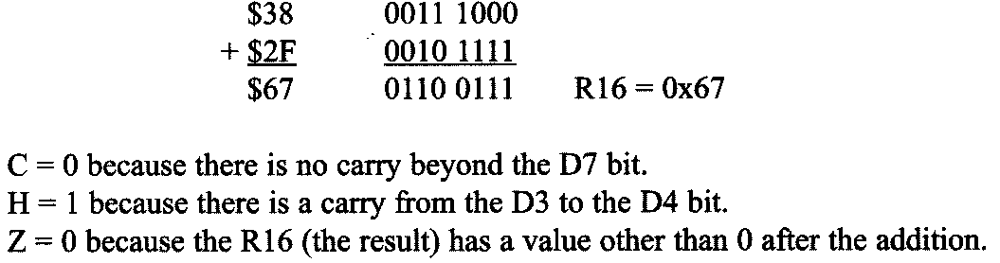 $38 0011 1000
+ $2F 0010 1111
$67 0110 0111 R16 = 0x67
C = 0 because there is no carry beyond the D7 bit.
H = 1 because there is a carry from the D3 to the D4 bit.
Z = 0 because the R16 (the result) has a value other than 0 after the addition.